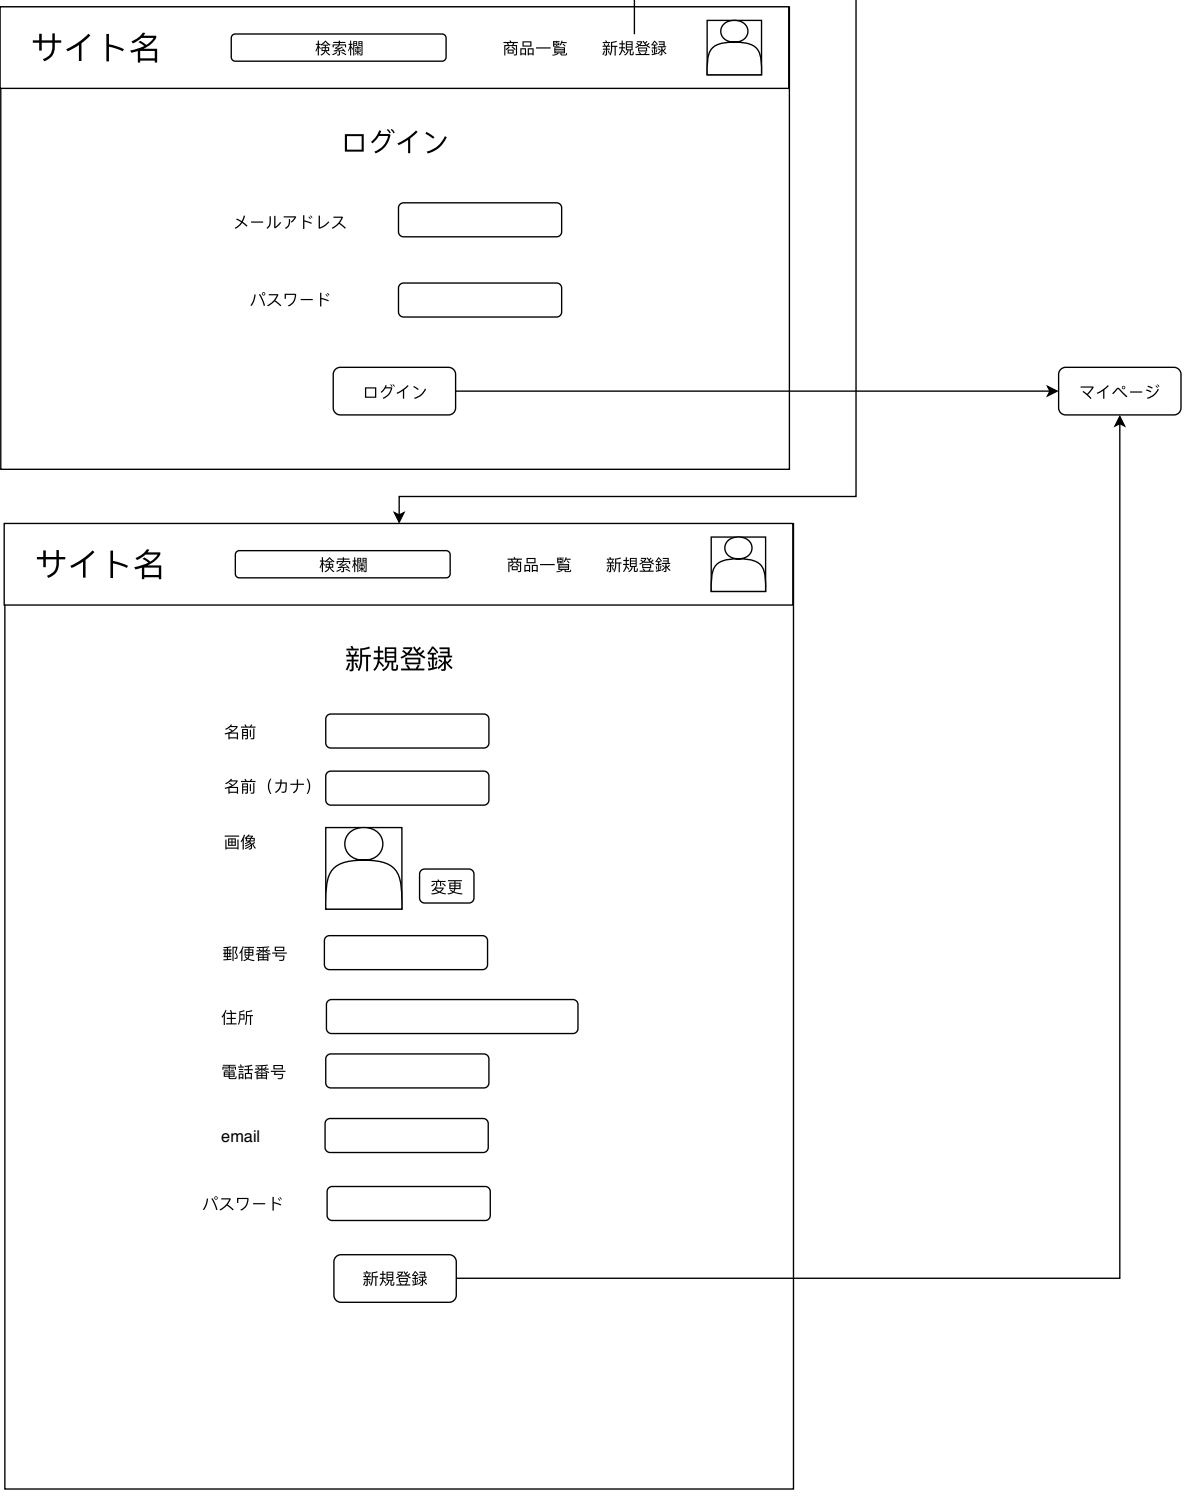 サイト名
検索欄
商品一覧
新規登録
ログイン
メールアドレス
パスワード
ログイン
マイページ
サイト名
検索欄
商品一覧
新規登録
新規登録
名前
名前（カナ）
画像
変更
郵便番号
住所
電話番号
email
パスワード
新規登録